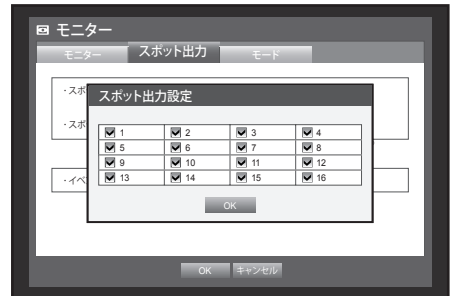 モニター
モニター スポット出力 モード
・スポ
スポット出力設定
・スポ
1 2 3 4
5 6 7 8
9 10 11 12
13 14 15 16
・イベ
OK
OK キャンセル